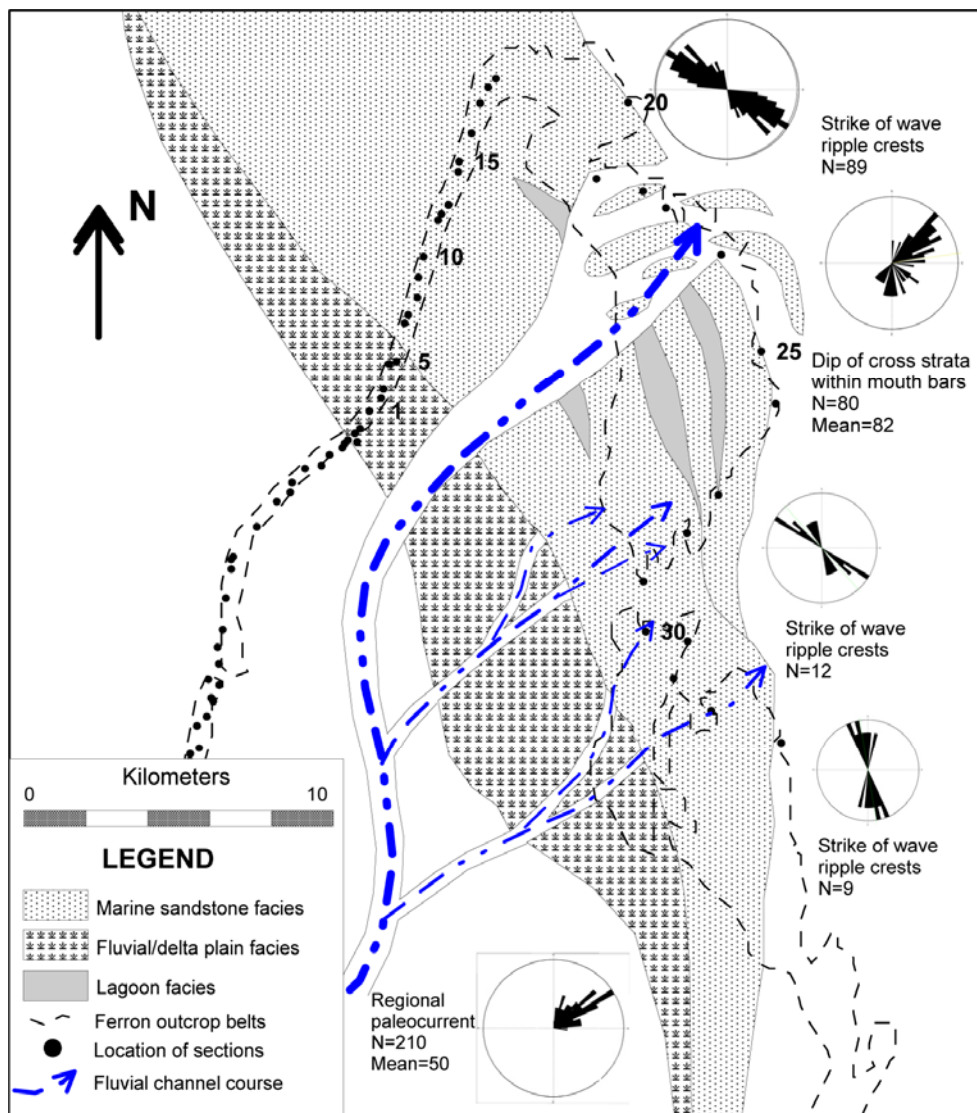 20
Strike of wave
ripple crests
N=89
15
N
10
5
1
25
Dip of cross strata
within mouth bars
N=80
Mean=82
30
Strike of wave
ripple crests
N=12
Strike of wave
ripple crests
N=9
Kilometers
0 10
LEGEND
Marine sandstone facies
Fluvial/delta plain facies
Lagoon facies
Ferron outcrop belts
Location of sections
Fluvial channel course
Regional
paleocurrent
N=210
Mean=50